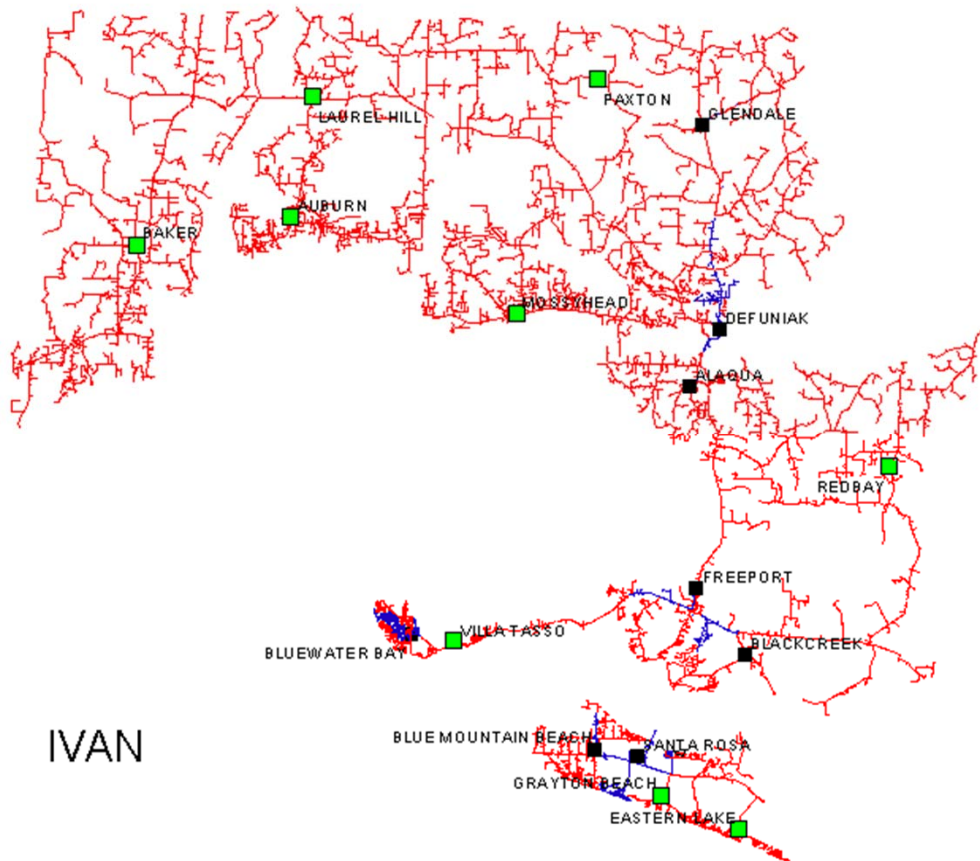 PAXTON
LAUREL HILL
GLENDALE
AUBURN
BAKER
MOSSYHEAD
DEFUNIAK
ALAQUA
REDBAY
FREEPORT
VILLA TASSO
BLUEWATER BAY
BLACKCREEK
IVAN
BLUE MOUNTAIN BEACH
SANTA ROSA
GRAYTON BEACH
EASTERN LAKE